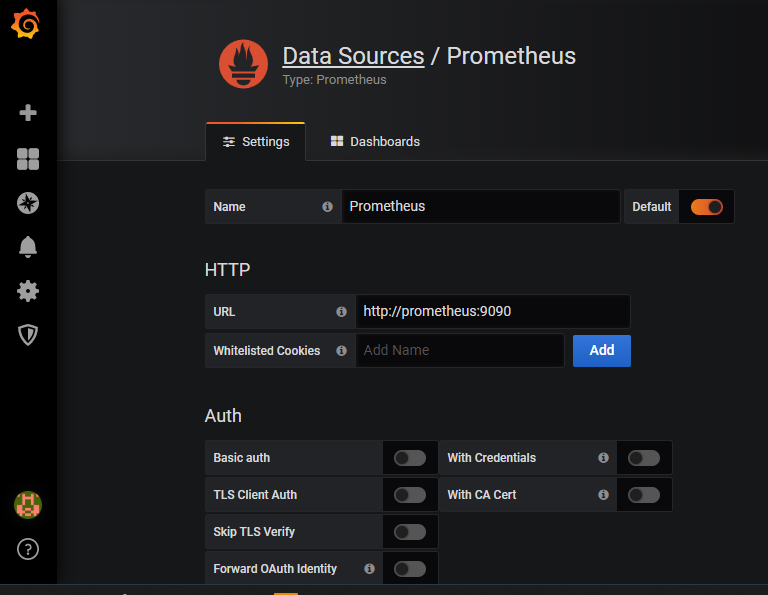 Data Sources / Prometheus
Type: Prometheus
Settings
Dashboards
Name
Prometheus
Default
HTTP
URL
http://prometheus:9090
Whitelisted Cookies
Add Name
Add
Auth
Basic auth
With Credentials
TLS Client Auth
With CA Cert
Skip TLS Verify
Forward OAuth Identity